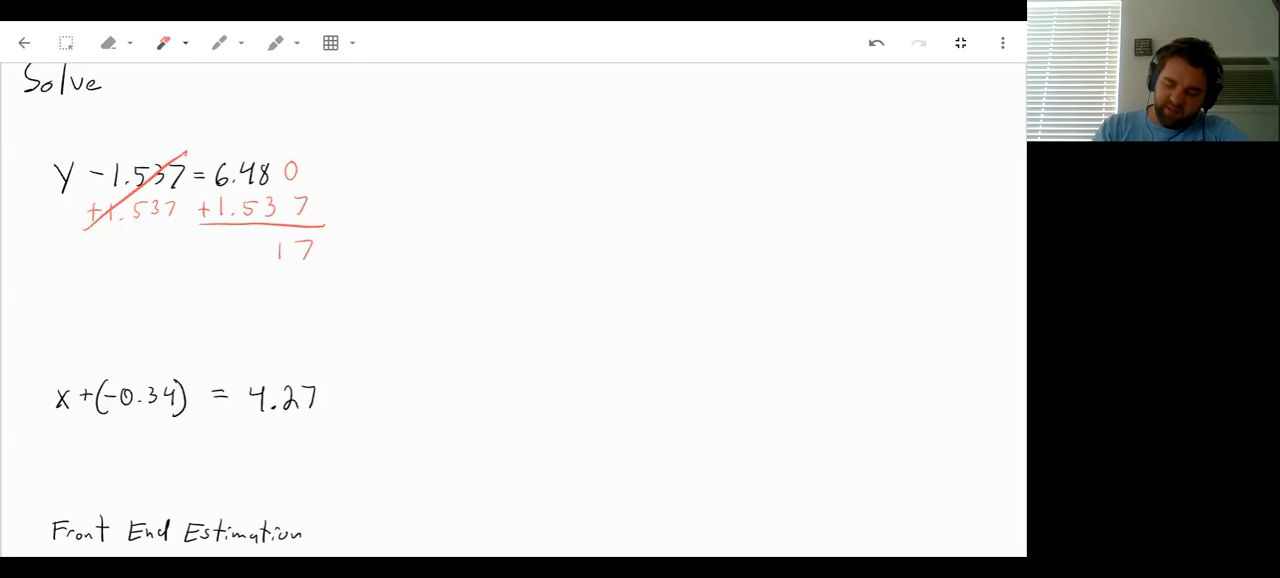 Solve
y - 1.537 = 6.480
+1.537 +1.537
17
x + (-0.34) = 4.27
Front End Estimation